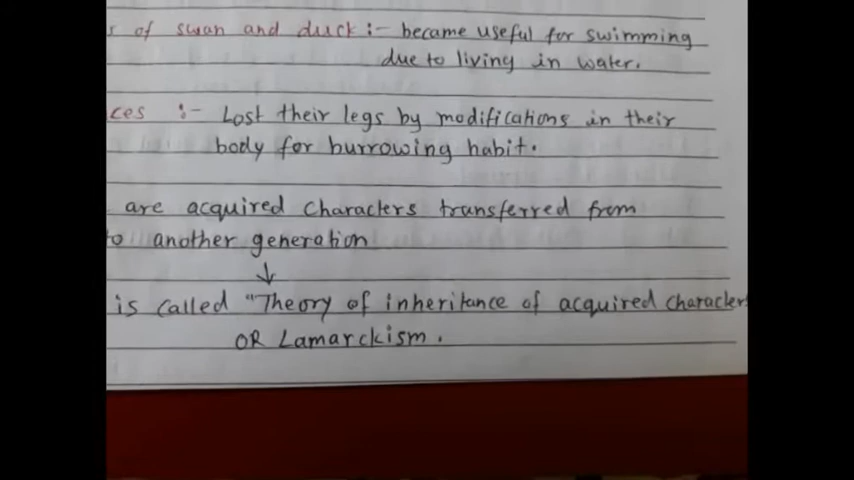 of swan and duck :- became useful for swimming
due to living in water.
ces :- Lost their legs by modifications in their
body for burrowing habit.
are acquired characters transferred from
to another generation
↓
is called "Theory of inheritance of acquired characters
OR Lamarckism.